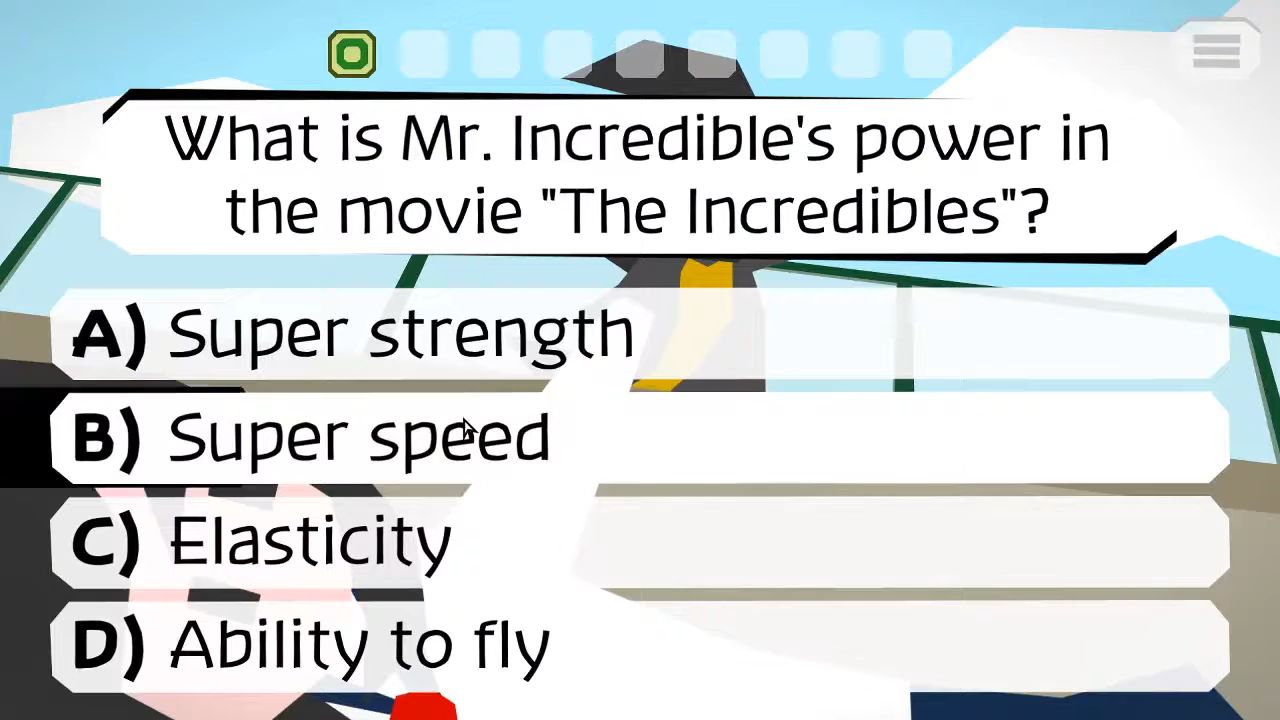 What is Mr. Incredible's power in
the movie "The Incredibles"?
A) Super strength
B) Super speed
C) Elasticity
D) Ability to fly